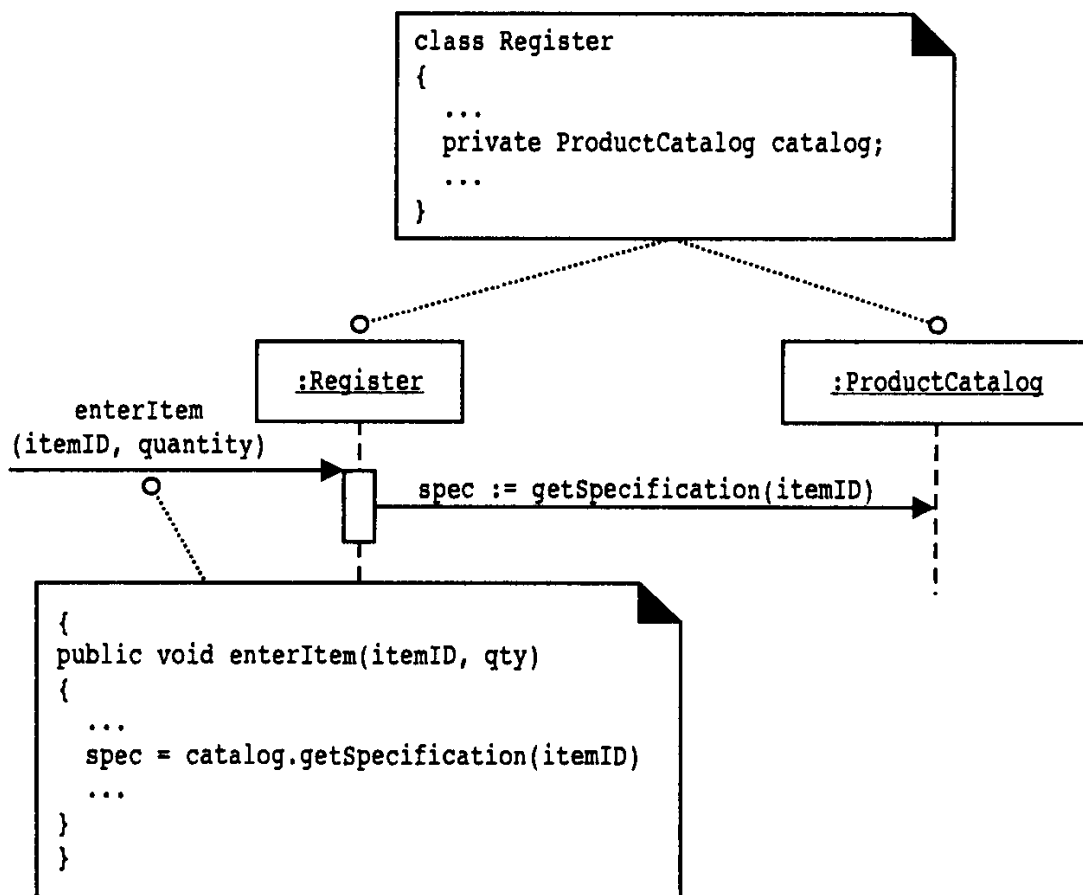 class Register
{
...
private ProductCatalog catalog;
...
}
:Register
:ProductCatalog
enterItem
(itemID, quantity)
spec := getSpecification(itemID)
{
public void enterItem(itemID, qty)
{
...
spec = catalog.getSpecification(itemID)
...
}
}